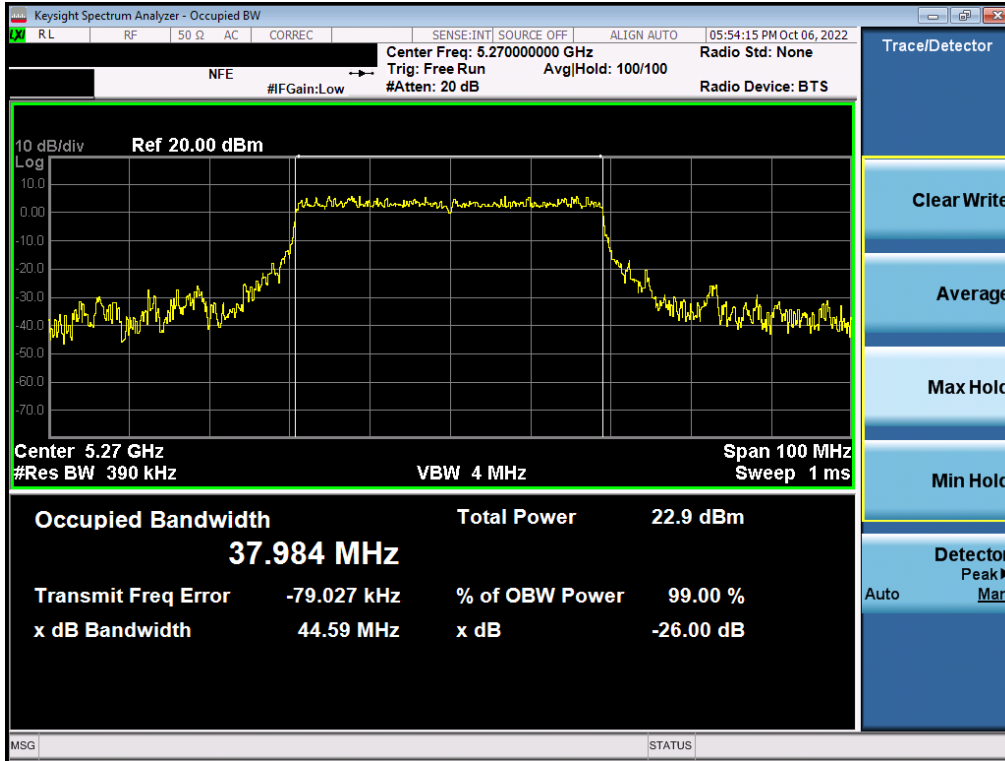 Keysight Spectrum Analyzer - Occupied BW
LXI RL RF 50 Ω AC CORREC SENSE:INT SOURCE OFF ALIGN AUTO 05:54:15 PM Oct 06, 2022
Center Freq: 5.270000000 GHz Radio Std: None
NFE Trig: Free Run Avg|Hold: 100/100
#IFGain:Low #Atten: 20 dB Radio Device: BTS
Trace/Detector
10 dB/div Ref 20.00 dBm
Log
10.0
0.00
-10.0
-20.0
-30.0
-40.0
-50.0
-60.0
-70.0
Center 5.27 GHz Span 100 MHz
#Res BW 390 kHz VBW 4 MHz Sweep 1 ms
Clear Write
Average
Max Hold
Min Hold
Detector
Peak
Auto Man
Occupied Bandwidth Total Power 22.9 dBm
37.984 MHz
Transmit Freq Error -79.027 kHz % of OBW Power 99.00 %
x dB Bandwidth 44.59 MHz x dB -26.00 dB
MSG STATUS